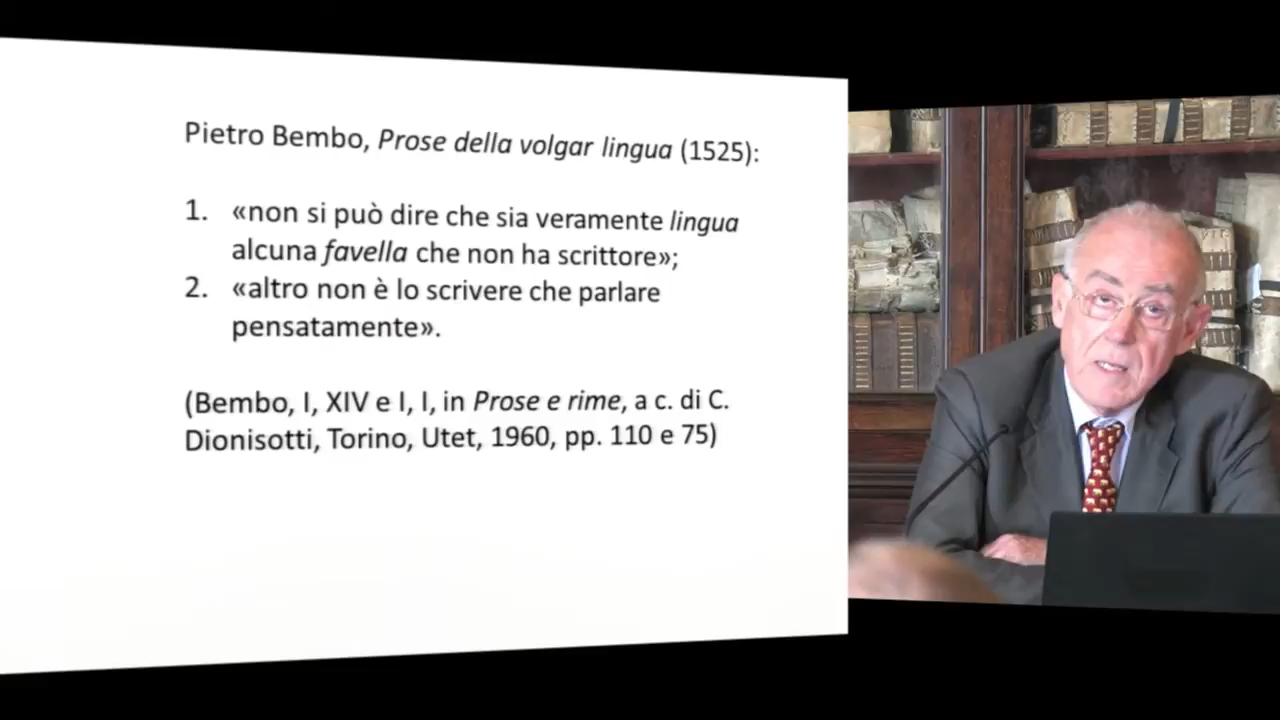 Pietro Bembo, Prose della volgar lingua (1525):
1. «non si può dire che sia veramente lingua
alcuna favella che non ha scrittore»;
2. «altro non è lo scrivere che parlare
pensatamente».
(Bembo, I, XIV e I, I, in Prose e rime, a c. di C.
Dionisotti, Torino, Utet, 1960, pp. 110 e 75)